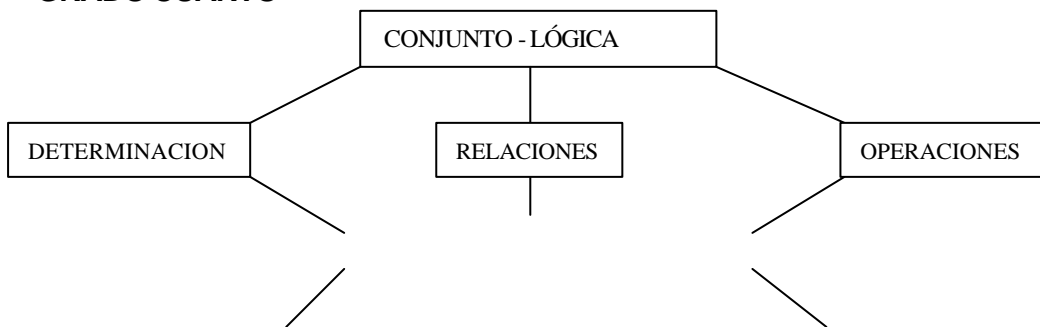 CONJUNTO - LÓGICA
DETERMINACION
RELACIONES
OPERACIONES